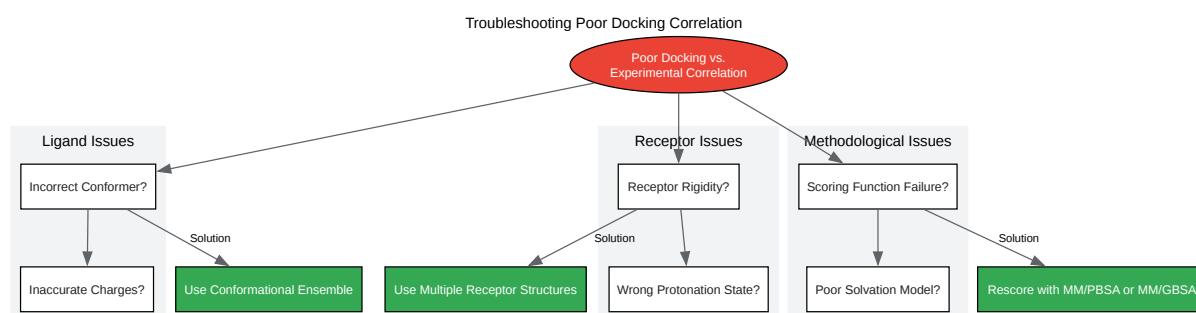 Troubleshooting Poor Docking Correlation
Poor Docking vs.
Experimental Correlation
Ligand Issues
Receptor Issues
Methodological Issues
Incorrect Conformer?
Receptor Rigidity?
Scoring Function Failure?
Solution
Solution
Solution
Inaccurate Charges?
Use Conformational Ensemble
Use Multiple Receptor Structures
Wrong Protonation State?
Poor Solvation Model?
Rescore with MM/PBSA or MM/GBSA